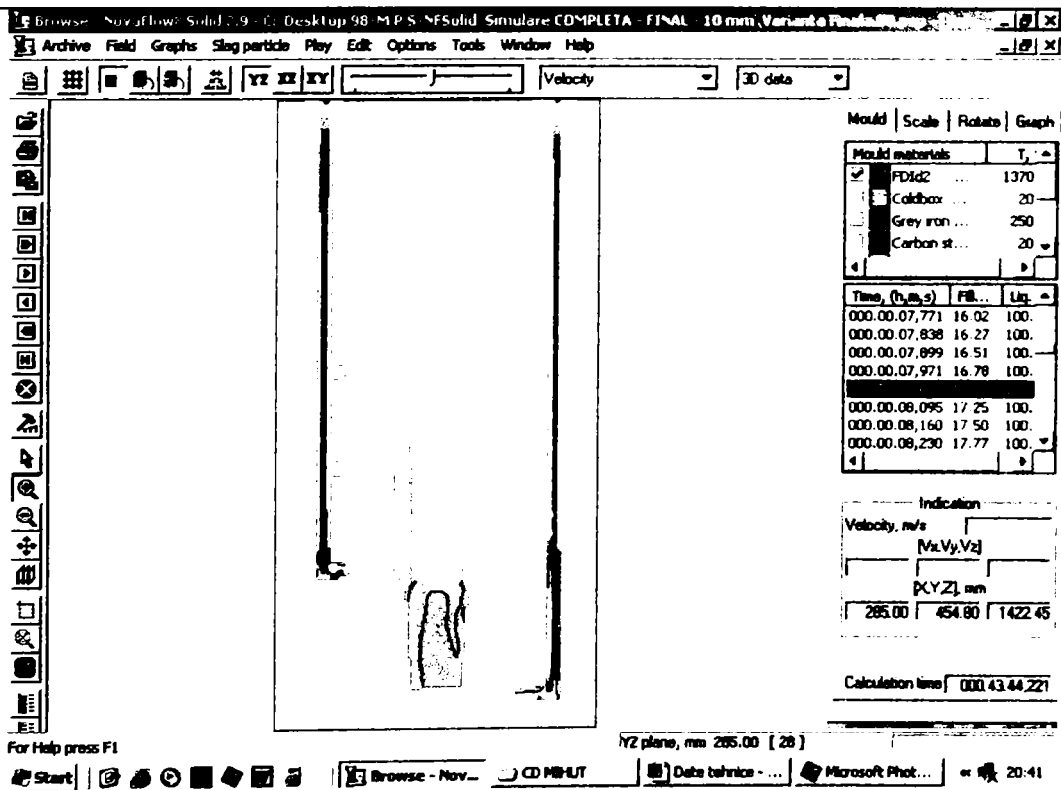 Browse - NovaFlow& Solid 2.9 - C: Desktop 98 M P S NFSolid Simulare COMPLETA - FINAL - 10 mm\Varianta
Archive Field Graphs Slag particle Play Edit Options Tools Window Help
YZ XZ XY Velocity 3D data
Mould Scale Rotate Graph
Mould materials T,
FDId2 ... 1370
Coldbox ... 20
Grey iron ... 250
Carbon st... 20
Time, (h,m,s) Fill... Liq.
000.00.07,771 16.02 100.
000.00.07,838 16.27 100.
000.00.07,899 16.51 100.
000.00.07,971 16.78 100.
000.00.08,095 17.25 100.
000.00.08,160 17.50 100.
000.00.08,230 17.77 100.
Indication
Velocity, m/s
[Vx,Vy,Vz]
[X,Y,Z], mm
285.00 454.80 1422.45
Calculation time 000.43.44,221
For Help press F1
YZ plane, mm 285.00 [ 28 ]
Start Browse - Nov... CD MIHUT Date tehnice - ... Microsoft Phot... « 20:41